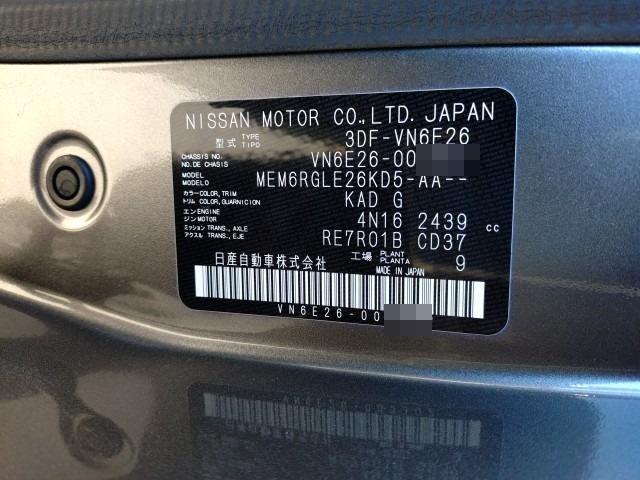 NISSAN MOTOR CO.,LTD. JAPAN
型式 TYPE TIPO 3DF-VN6E26
CHASSIS NO. NO. DE CHASIS VN6E26-00
MODEL MODELO MEM6RGLE26KD5-AA--
カラー COLOR, TRIM トリム COLOR, GUARNICION KAD G
エンジン ENGINE MOTOR 4N16 2439 cc
ミッション TRANS., AXLE アクスル TRANS., EJE RE7R01B CD37
日産自動車株式会社 工場 PLANT PLANTA 9
MADE IN JAPAN
VN6E26-00